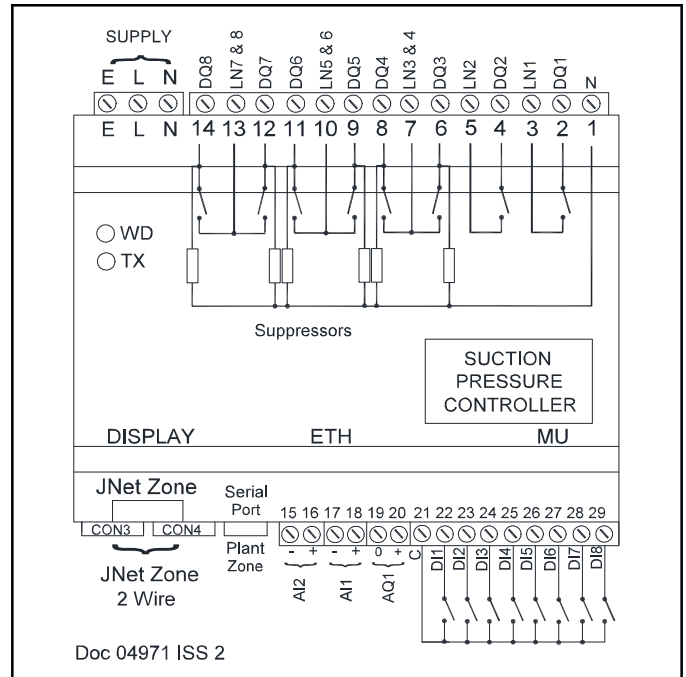 SUPPLY
E L N
DQ8 LN7 & 8 DQ7 DQ6 LN5 & 6 DQ5 DQ4 LN3 & 4 DQ3 LN2 DQ2 LN1 DQ1 N
E L N 14 13 12 11 10 9 8 7 6 5 4 3 2 1
WD
TX
Suppressors
SUCTION
PRESSURE
CONTROLLER
DISPLAY ETH MU
JNet Zone
Serial
Port
15 16 17 18 19 20 21 22 23 24 25 26 27 28 29
CON3 CON4
Plant
Zone
- + - + 0 + C DI1 DI2 DI3 DI4 DI5 DI6 DI7 DI8
AI2 AI1 AQ1
JNet Zone
2 Wire
Doc 04971 ISS 2